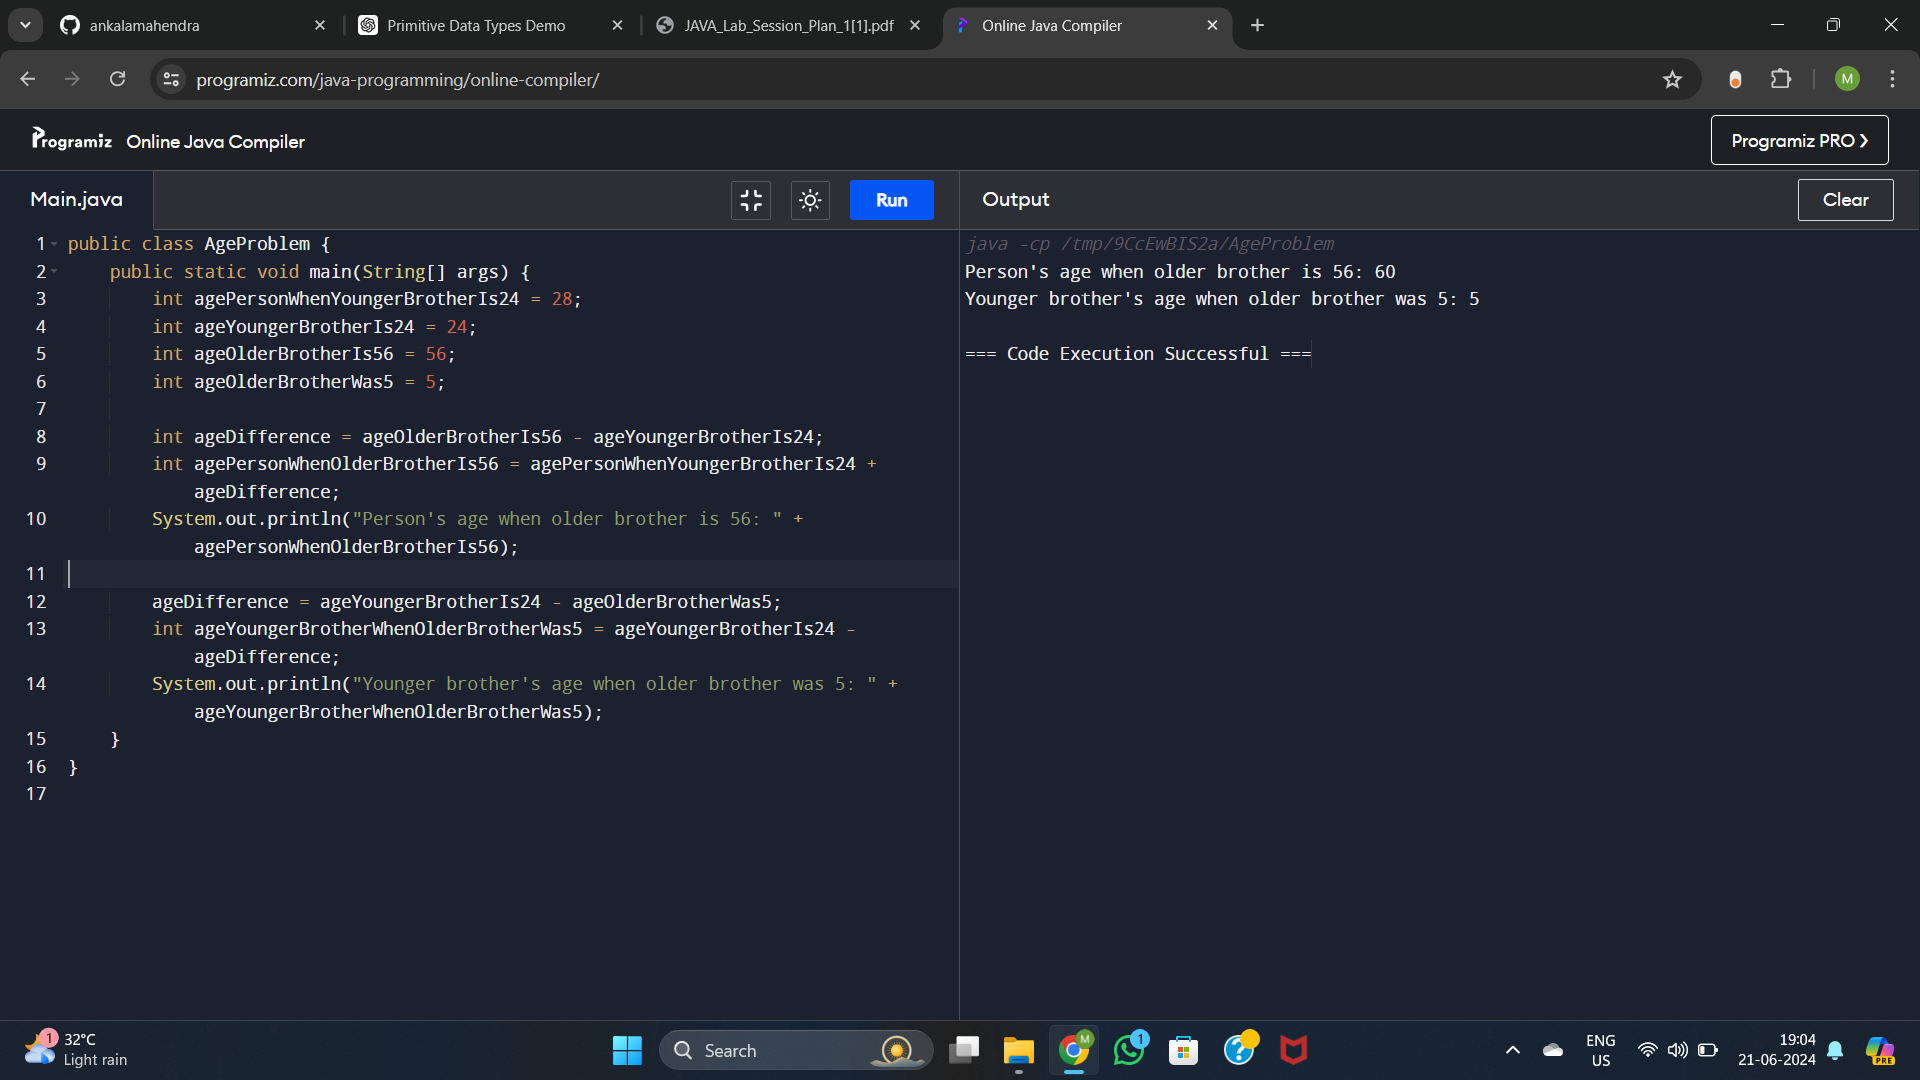 ankalamahendra
Primitive Data Types Demo
JAVA_Lab_Session_Plan_1[1].pdf
Online Java Compiler
programiz.com/java-programming/online-compiler/
M
Programiz Online Java Compiler
Programiz PRO
Main.java
Run
Output
Clear
1 public class AgeProblem {
2 public static void main(String[] args) {
3 int agePersonWhenYoungerBrotherIs24 = 28;
4 int ageYoungerBrotherIs24 = 24;
5 int ageOlderBrotherIs56 = 56;
6 int ageOlderBrotherWas5 = 5;
7
8 int ageDifference = ageOlderBrotherIs56 - ageYoungerBrotherIs24;
9 int agePersonWhenOlderBrotherIs56 = agePersonWhenYoungerBrotherIs24 +
ageDifference;
10 System.out.println("Person's age when older brother is 56: " +
agePersonWhenOlderBrotherIs56);
11
12 ageDifference = ageYoungerBrotherIs24 - ageOlderBrotherWas5;
13 int ageYoungerBrotherWhenOlderBrotherWas5 = ageYoungerBrotherIs24 -
ageDifference;
14 System.out.println("Younger brother's age when older brother was 5: " +
ageYoungerBrotherWhenOlderBrotherWas5);
15 }
16 }
17
java -cp /tmp/9CcEwBIS2a/AgeProblem
Person's age when older brother is 56: 60
Younger brother's age when older brother was 5: 5
=== Code Execution Successful ===
1
32°C
Light rain
Search
M
1
ENG
US
19:04
21-06-2024
PRE